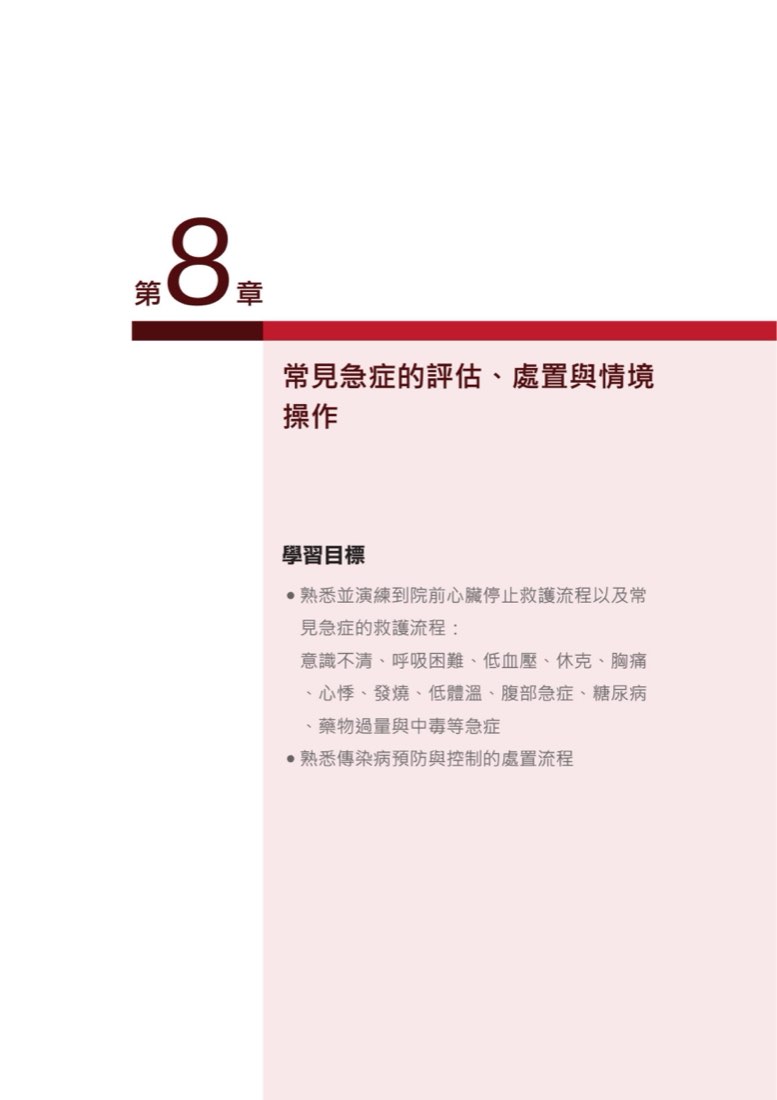 第8章
常見急症的評估、處置與情境
操作
學習目標
●熟悉並演練到院前心臟停止救護流程以及常
見急症的救護流程：
意識不清、呼吸困難、低血壓、休克、胸痛
、心悸、發燒、低體溫、腹部急症、糖尿病
、藥物過量與中毒等急症
●熟悉傳染病預防與控制的處置流程